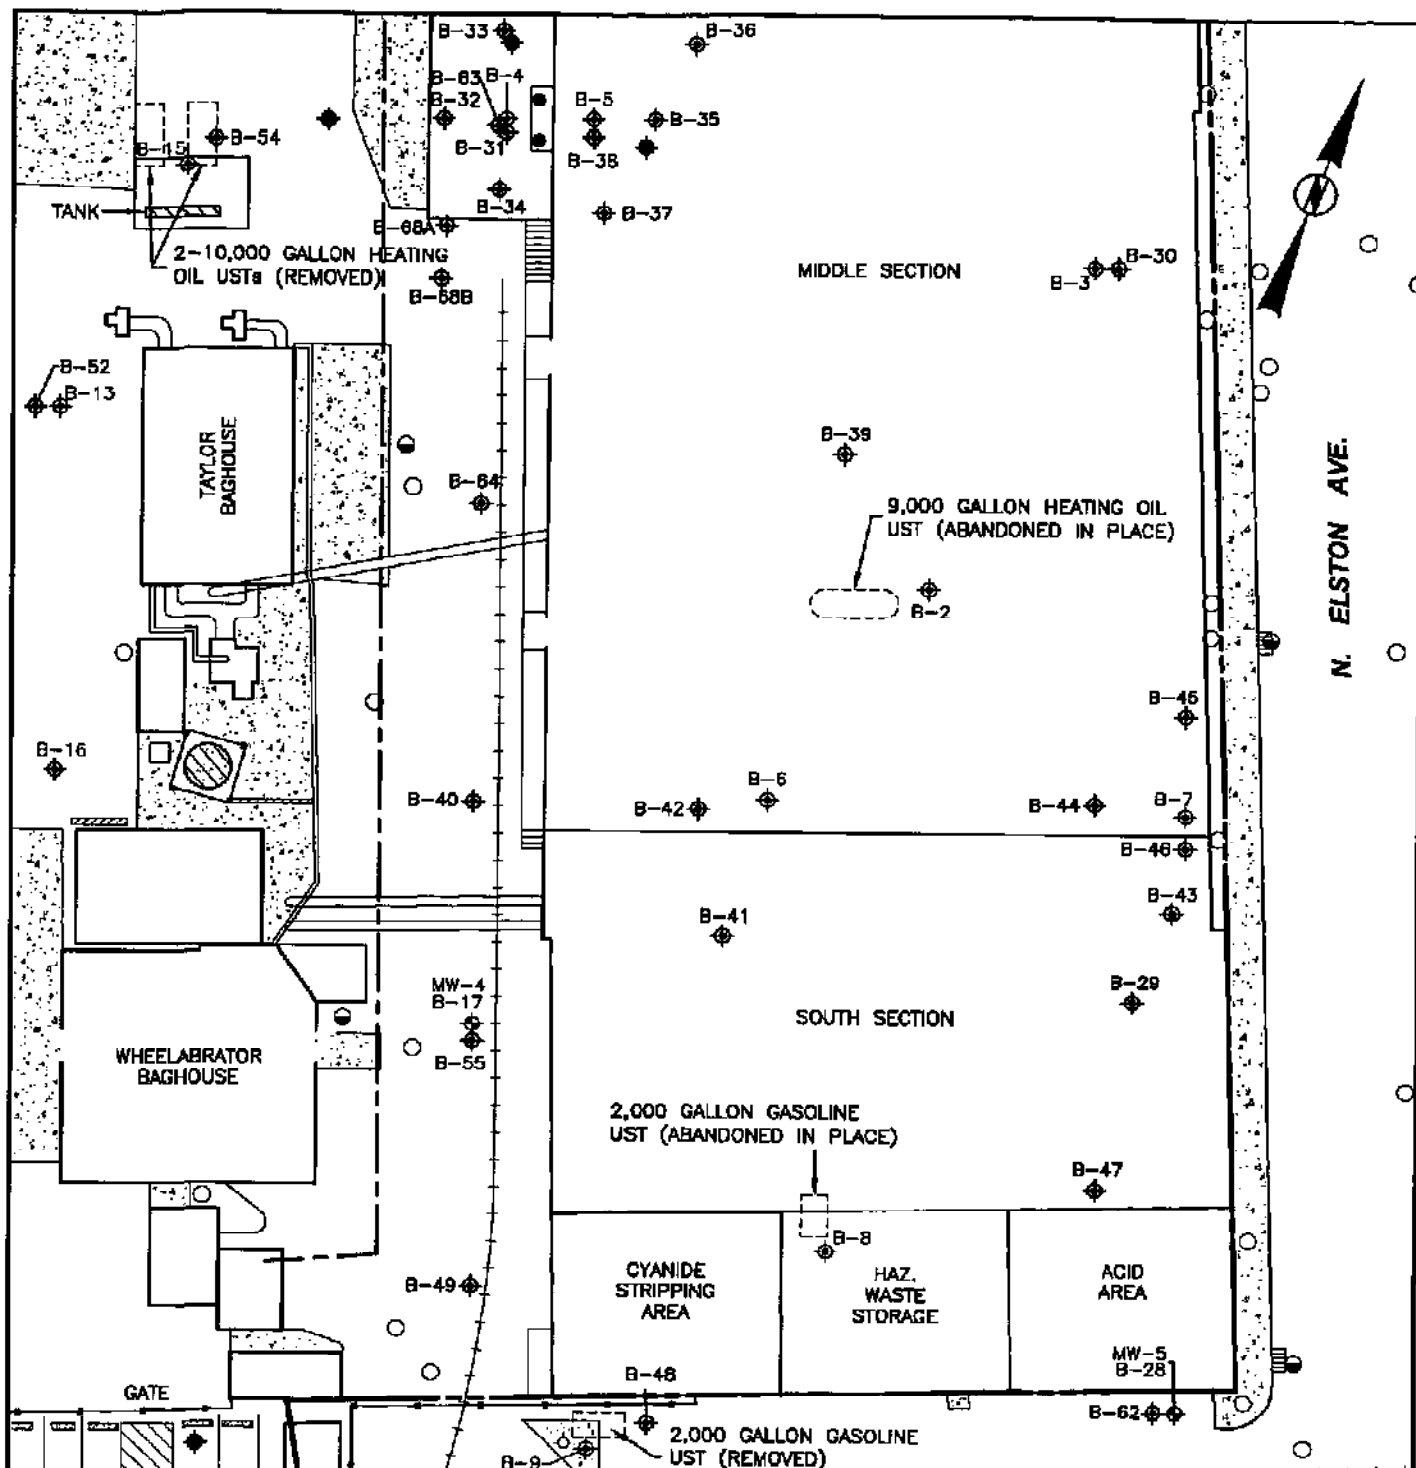 B-33
B-36
B-63 B-4
B-32
B-5
B-35
B-54
B-15
B-31
B-38
TANK
B-34
B-37
B-68A
2-10,000 GALLON HEATING
OIL USTs (REMOVED)
MIDDLE SECTION
B-30
B-3
B-68B
B-52
B-13
TAYLOR
BAGHOUSE
B-39
N. ELSTON AVE.
B-64
9,000 GALLON HEATING OIL
UST (ABANDONED IN PLACE)
B-2
B-45
B-16
B-40
B-42
B-6
B-44
B-7
B-46
B-41
B-43
MW-4
B-17
B-29
SOUTH SECTION
B-55
WHEELABRATOR
BAGHOUSE
2,000 GALLON GASOLINE
UST (ABANDONED IN PLACE)
B-47
B-8
B-49
CYANIDE
STRIPPING
AREA
HAZ.
WASTE
STORAGE
ACID
AREA
B-48
MW-5
B-28
GATE
B-62
2,000 GALLON GASOLINE
UST (REMOVED)
B-9